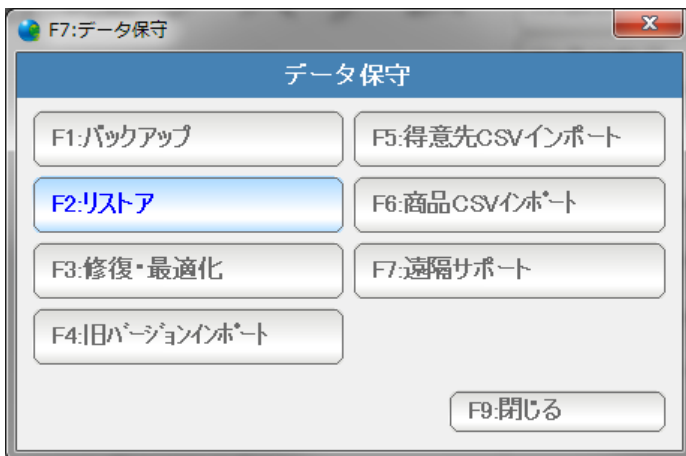 F7:データ保守
データ保守
F1:バックアップ
F5:得意先CSVインポート
F2:リストア
F6:商品CSVインポート
F3:修復・最適化
F7:遠隔サポート
F4:旧バージョンインポート
F9:閉じる